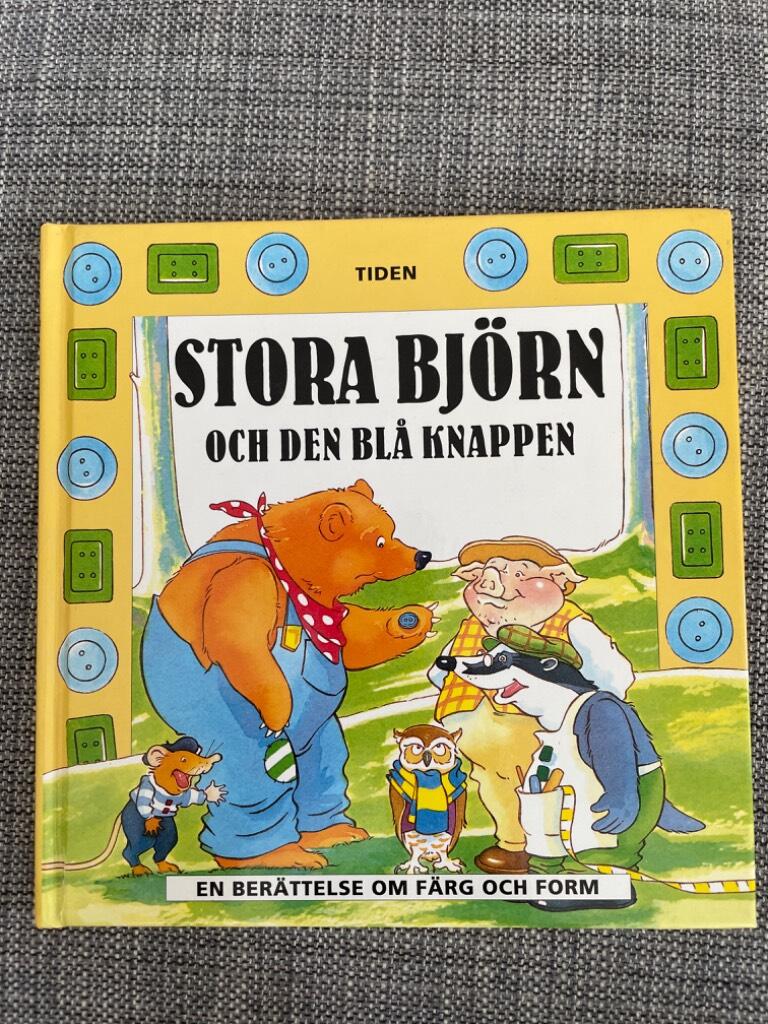 TIDEN
STORA BJÖRN
OCH DEN BLÅ KNAPPEN
EN BERÄTTELSE OM FÄRG OCH FORM